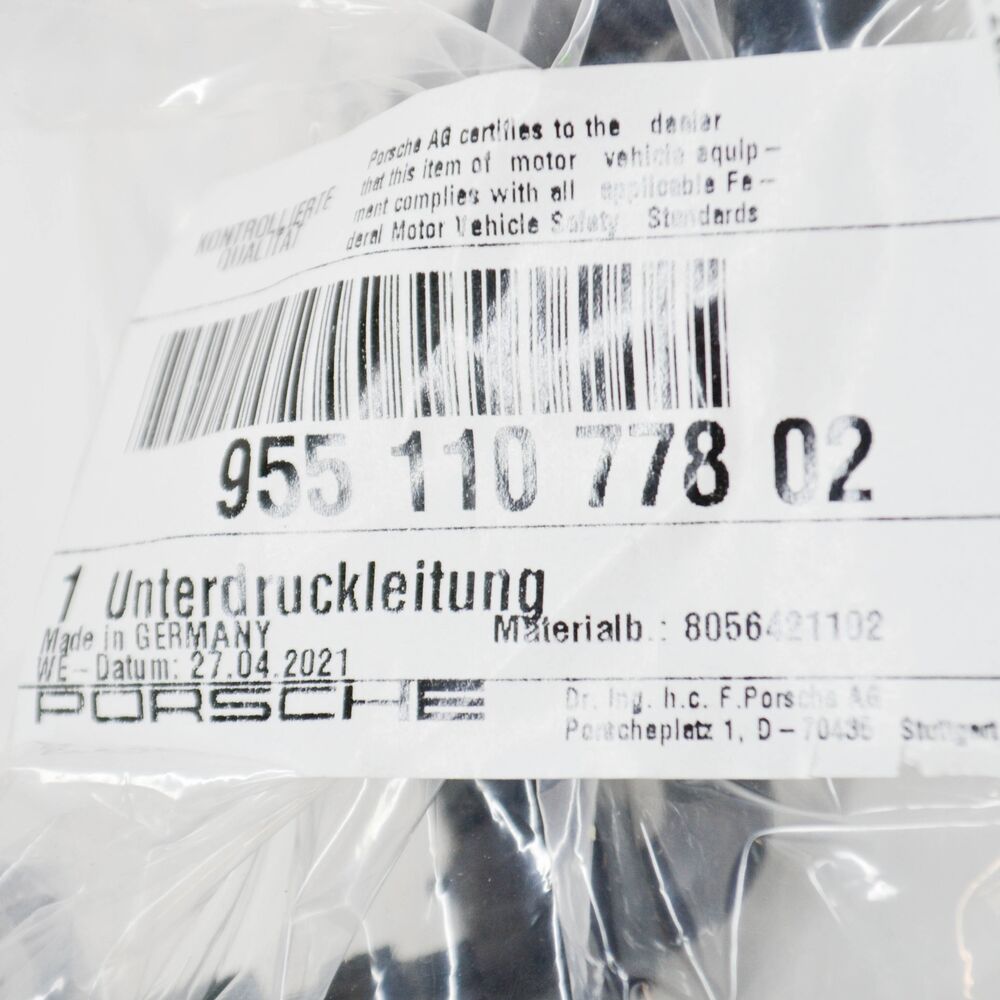 KONTROLLIERTE
QUALITÄT
Porsche AG certifies to the dealer
that this item of motor vehicle equip-
ment complies with all applicable Fe-
deral Motor Vehicle Safety Standards
955 110 778 02
1 Unterdruckleitung
Made in GERMANY
Materialb.: 8056421102
WE-Datum: 27.04.2021
PORSCHE
Dr. Ing. h.c. F.Porsche AG
Porscheplatz 1, D-70435 Stuttgart